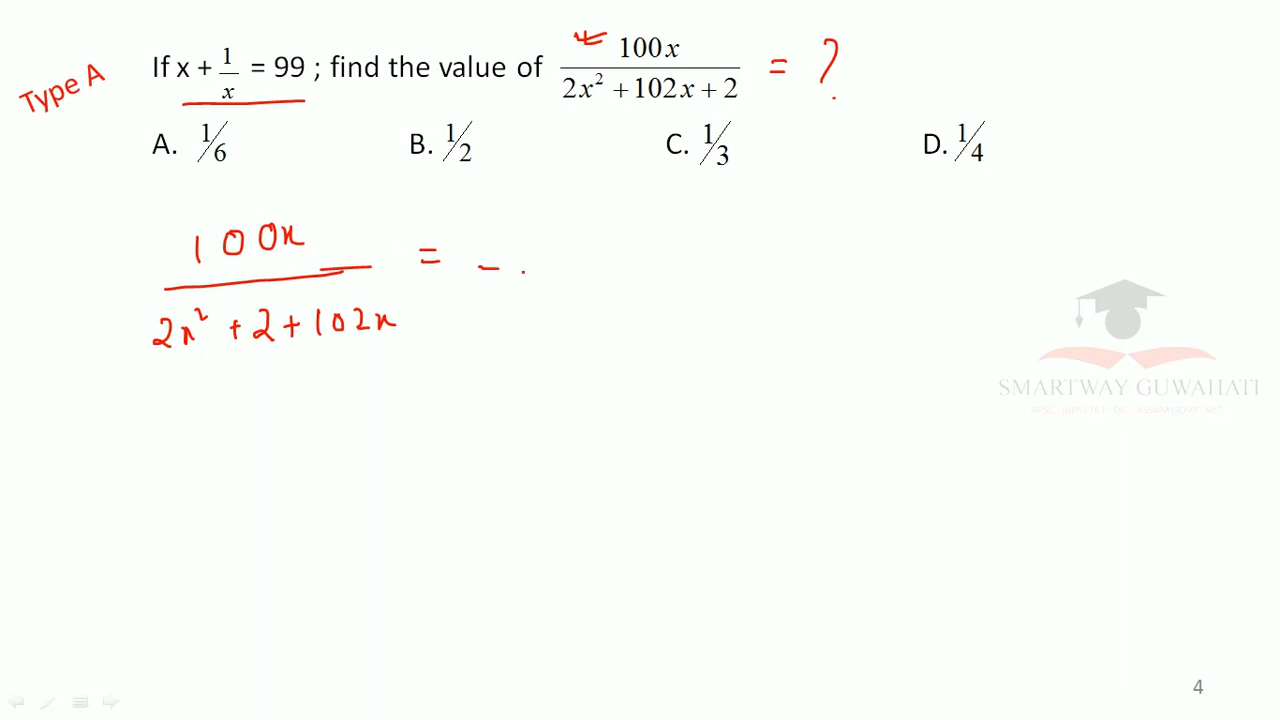 Type A
If x + 1/x = 99 ; find the value of 100x / 2x² + 102x + 2 = ?
A. 1/6 B. 1/2 C. 1/3 D. 1/4
100x / 2x² + 2 + 102x = -.
SMARTWAY GUWAHATI
4